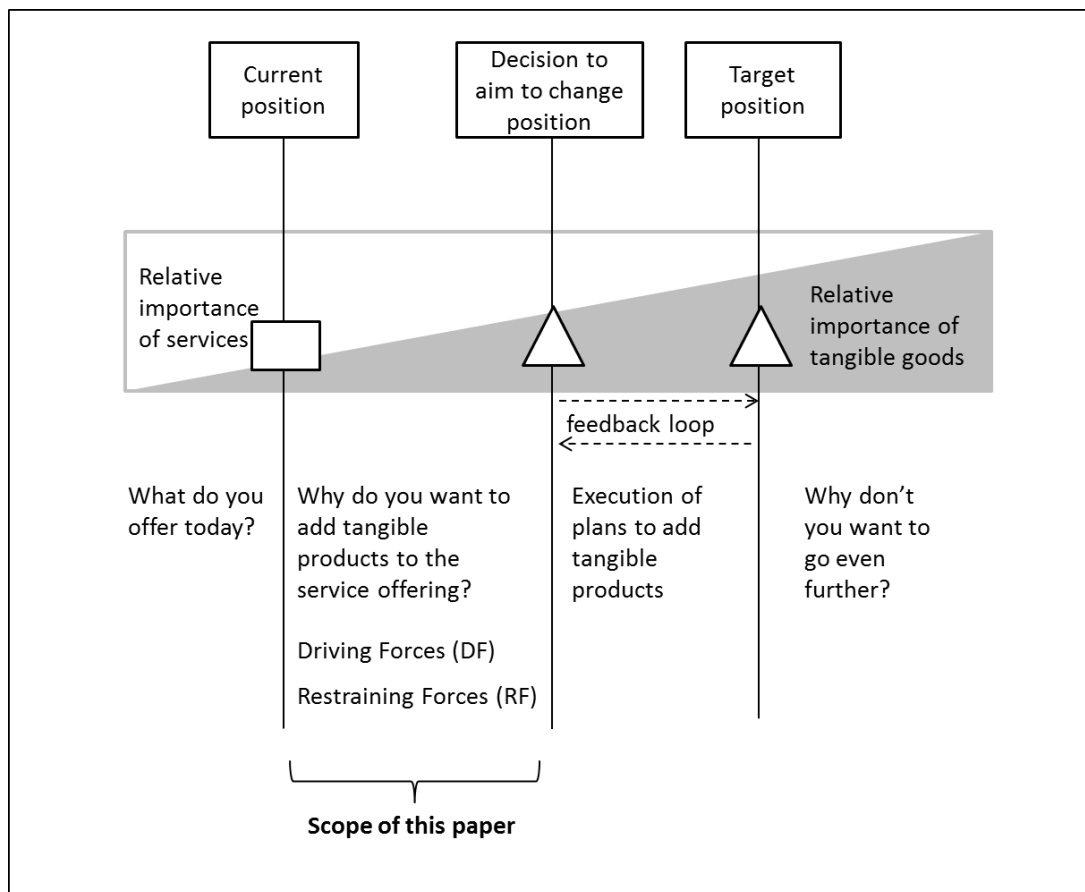 Current
position
Decision to
aim to change
position
Target
position
Relative
importance
of services
Relative
importance of
tangible goods
feedback loop
What do you
offer today?
Why do you want to
add tangible
products to the
service offering?
Driving Forces (DF)
Restraining Forces (RF)
Execution of
plans to add
tangible
products
Why don’t
you want to
go even
further?
Scope of this paper